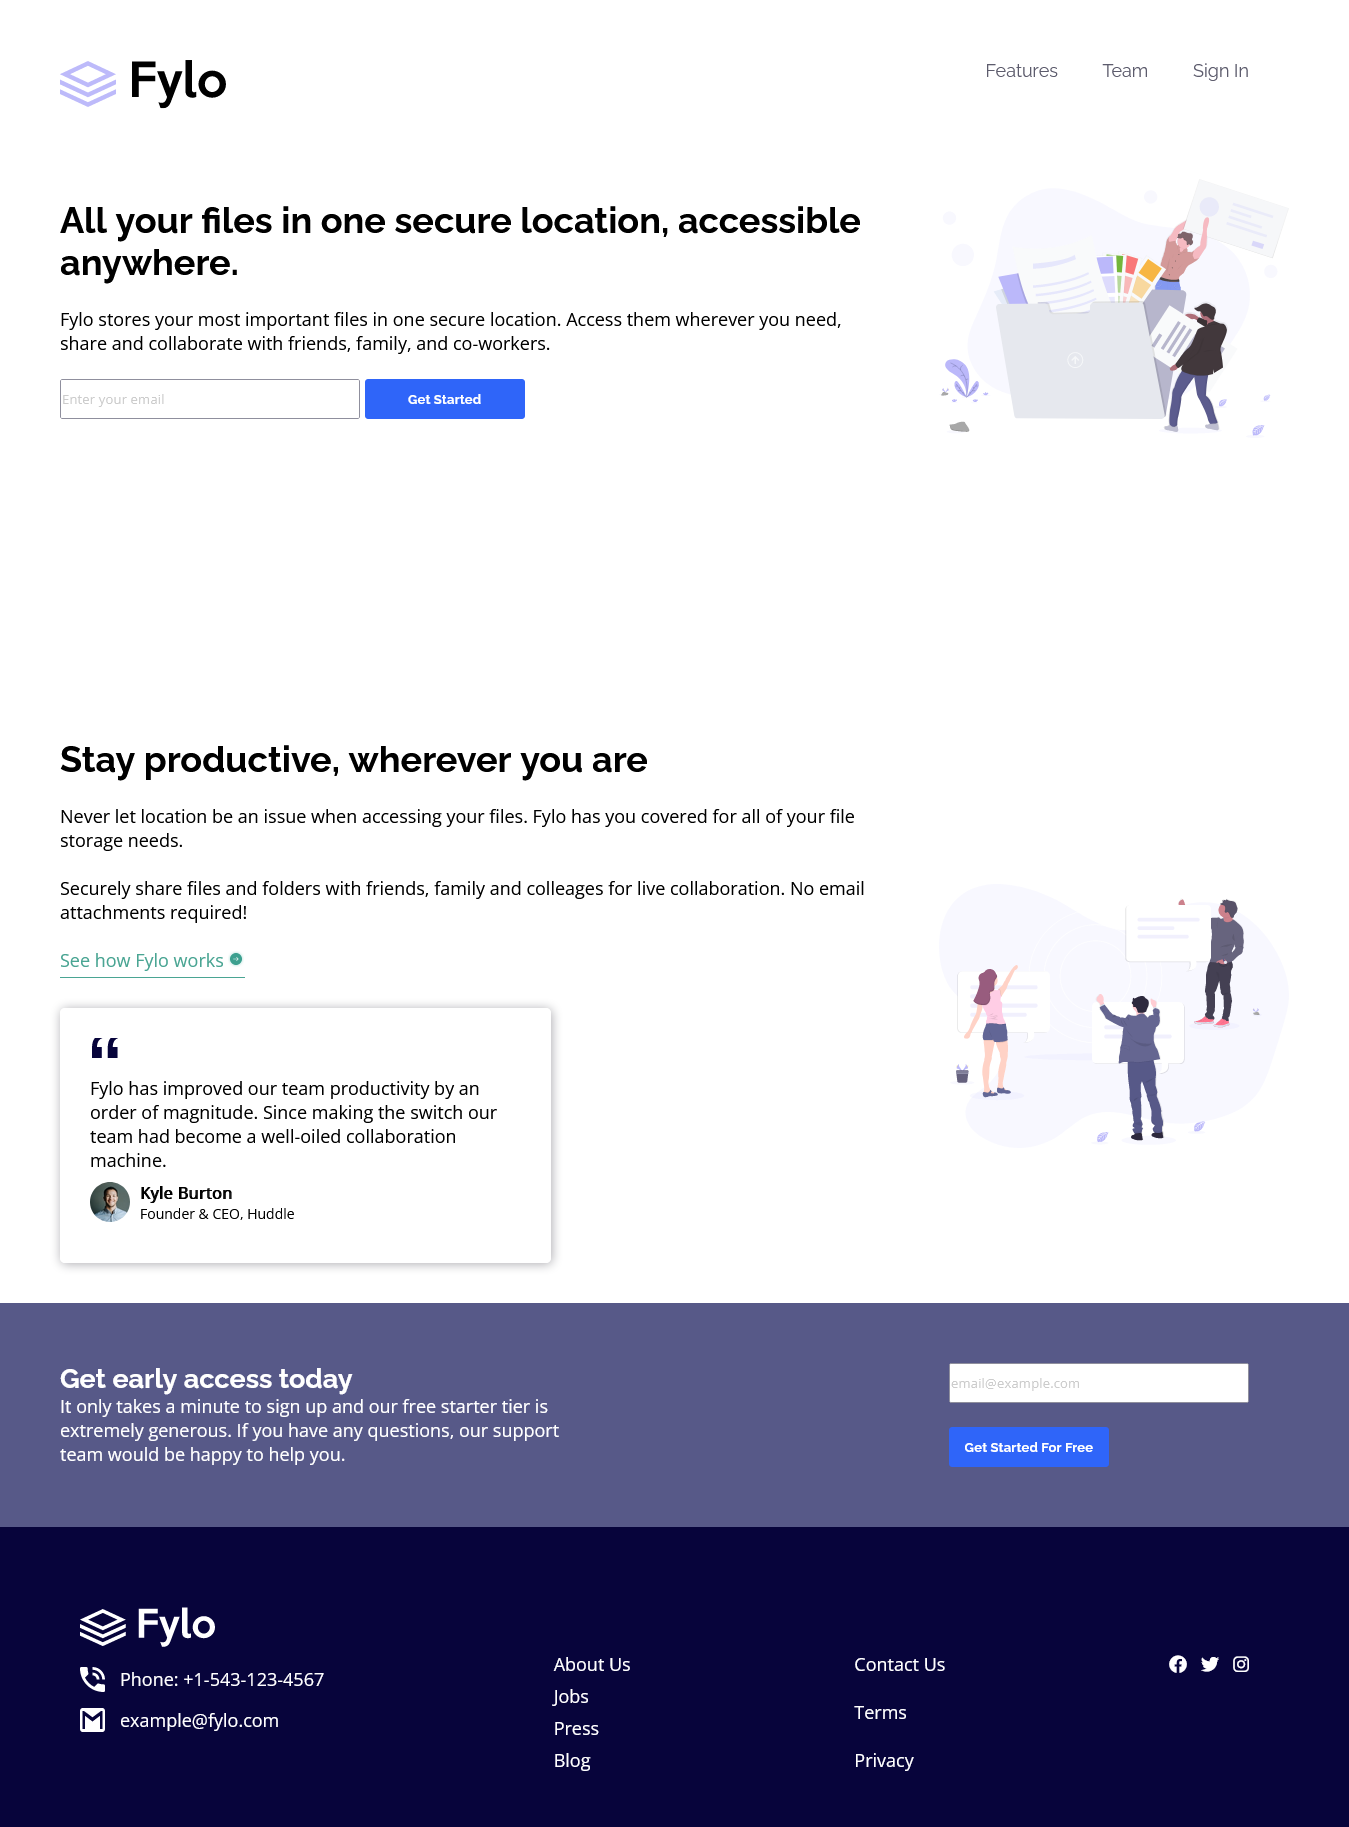 Fylo
Features Team Sign In
All your files in one secure location, accessible
anywhere.
Fylo stores your most important files in one secure location. Access them wherever you need,
share and collaborate with friends, family, and co-workers.
Enter your email
Get Started
Stay productive, wherever you are
Never let location be an issue when accessing your files. Fylo has you covered for all of your file
storage needs.
Securely share files and folders with friends, family and colleages for live collaboration. No email
attachments required!
See how Fylo works
“
Fylo has improved our team productivity by an
order of magnitude. Since making the switch our
team had become a well-oiled collaboration
machine.
Kyle Burton
Founder & CEO, Huddle
Get early access today
It only takes a minute to sign up and our free starter tier is
extremely generous. If you have any questions, our support
team would be happy to help you.
email@example.com
Get Started For Free
Fylo
Phone: +1-543-123-4567
example@fylo.com
About Us
Jobs
Press
Blog
Contact Us
Terms
Privacy